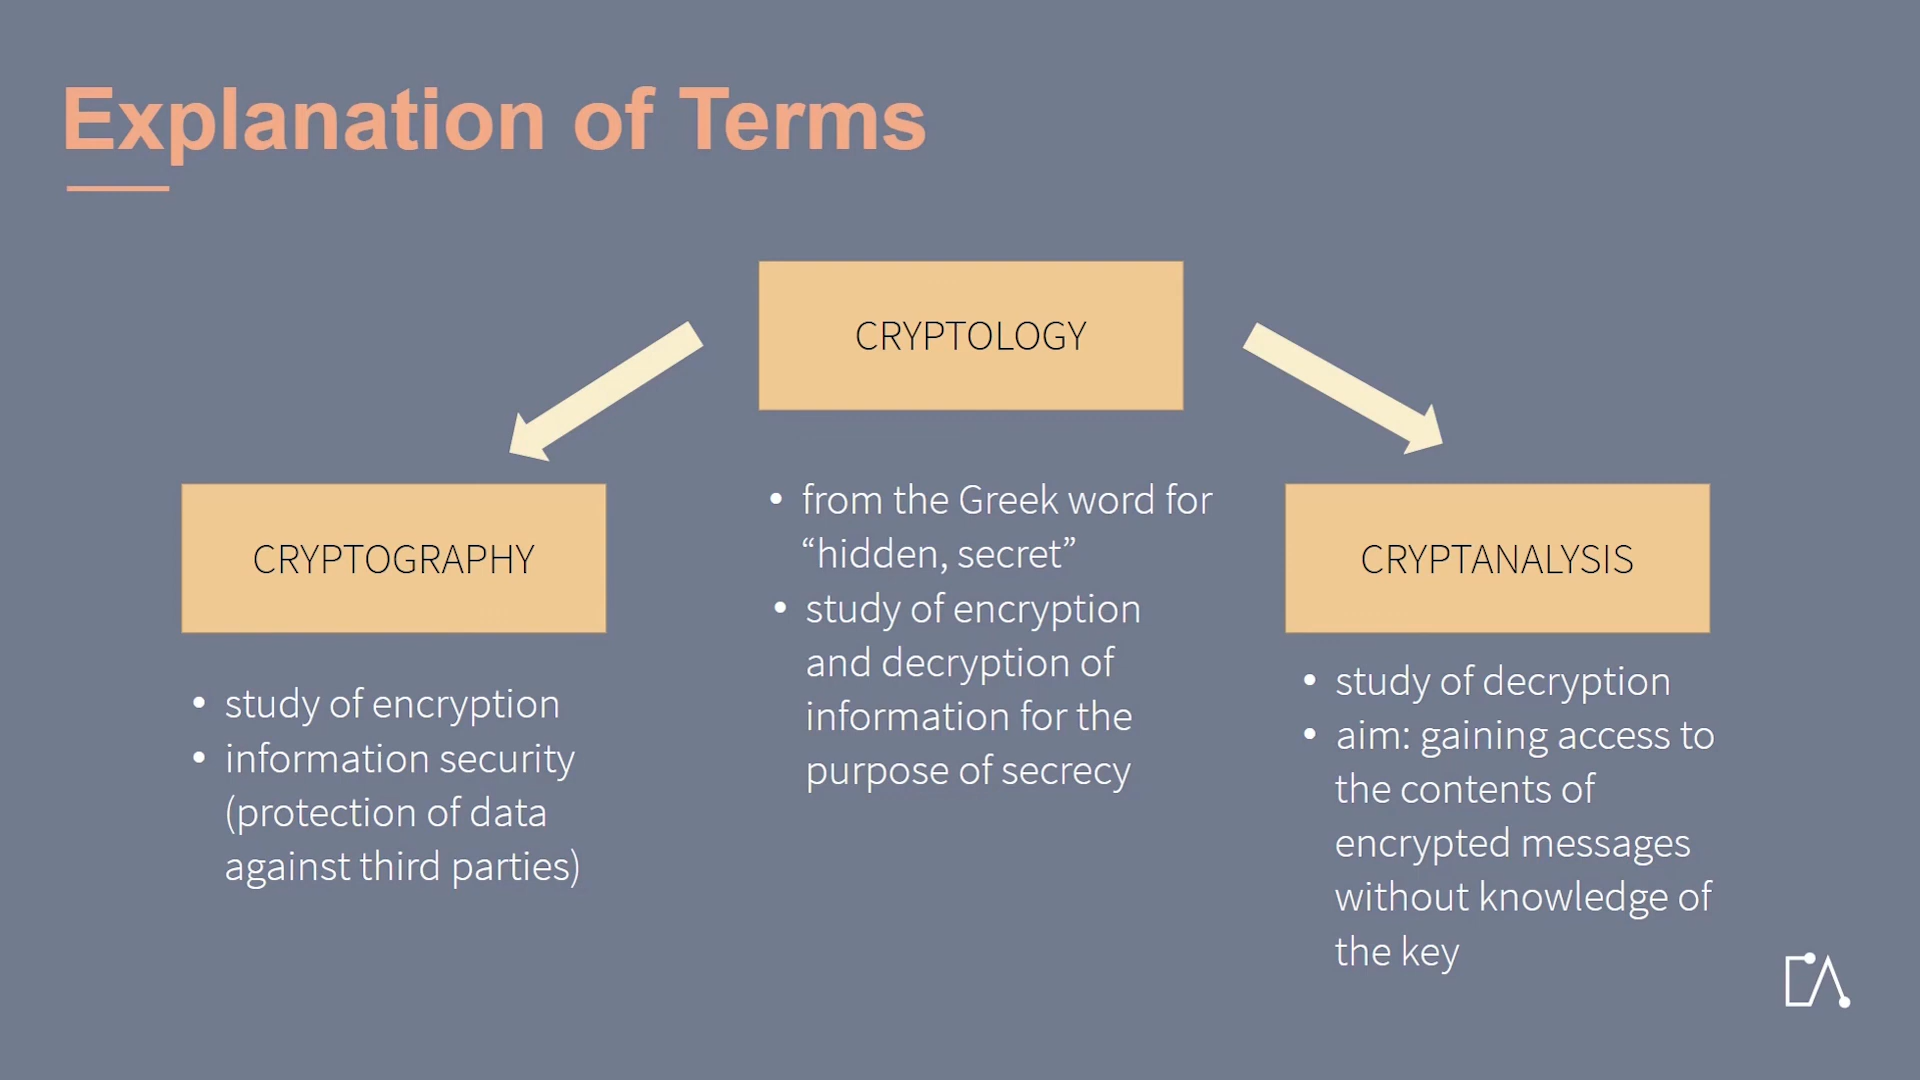 Explanation of Terms
CRYPTOLOGY
• from the Greek word for
“hidden, secret”
• study of encryption
and decryption of
information for the
purpose of secrecy
CRYPTOGRAPHY
• study of encryption
• information security
(protection of data
against third parties)
CRYPTANALYSIS
• study of decryption
• aim: gaining access to
the contents of
encrypted messages
without knowledge of
the key